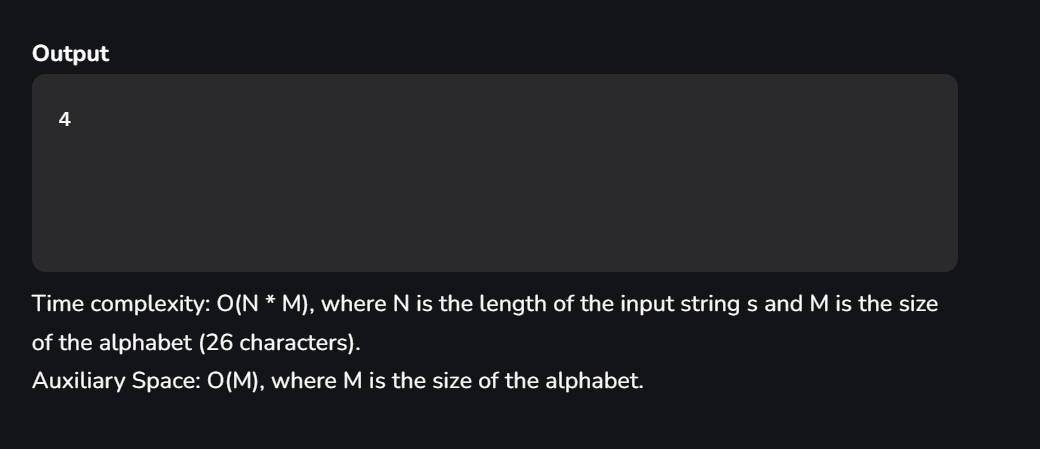 Output
4
Time complexity: O(N * M), where N is the length of the input string s and M is the size
of the alphabet (26 characters).
Auxiliary Space: O(M), where M is the size of the alphabet.